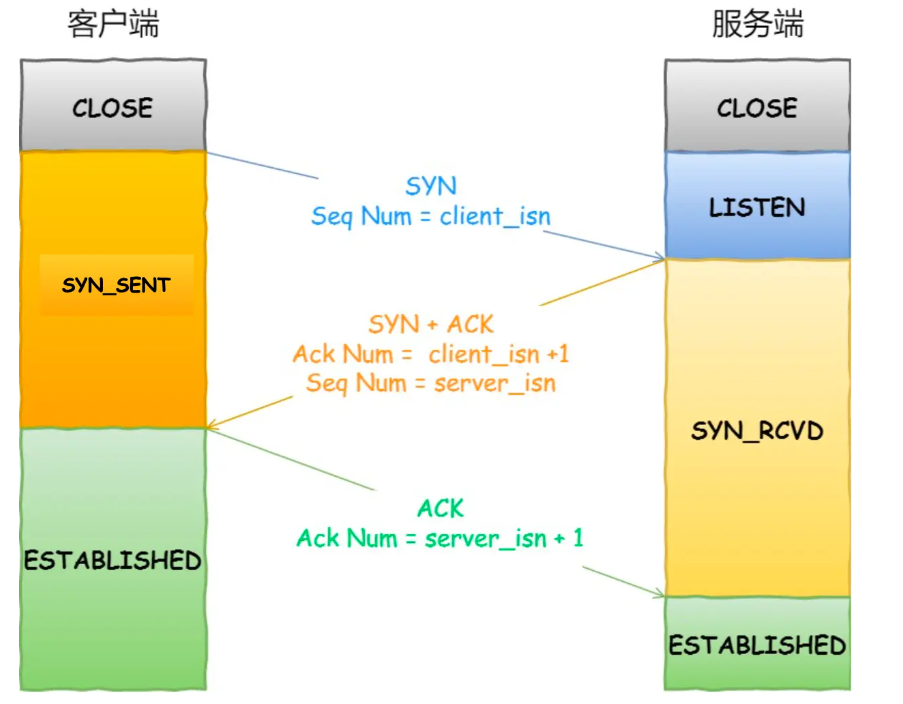 客户端
服务端
CLOSE
CLOSE
SYN
Seq Num = client_isn
LISTEN
SYN_SENT
SYN + ACK
Ack Num = client_isn +1
Seq Num = server_isn
SYN_RCVD
ACK
Ack Num = server_isn + 1
ESTABLISHED
ESTABLISHED